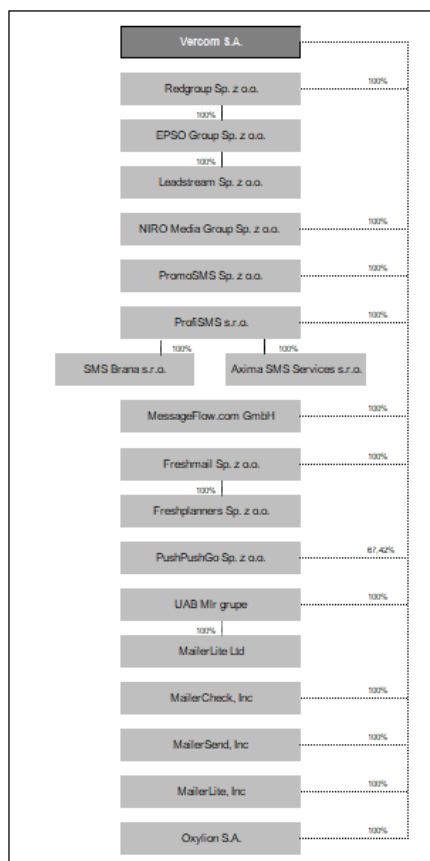 Vercom S.A.
Redgroup Sp. z o.o.
100%
100%
EPSO Group Sp. z o.o.
100%
Leadstream Sp. z o.o.
NIRO Media Group Sp. z o.o.
100%
PromoSMS Sp. z o.o.
100%
ProfiSMS s.r.o.
100%
100%
100%
SMS Brana s.r.o.
Axima SMS Services s.r.o.
MessageFlow.com GmbH
100%
Freshmail Sp. z o.o.
100%
100%
Freshplanners Sp. z o.o.
PushPushGo Sp. z o.o.
67,42%
UAB Mlr grupe
100%
100%
MailerLite Ltd
MailerCheck, Inc
100%
MailerSend, Inc
100%
MailerLite, Inc
100%
Oxylion S.A.
100%